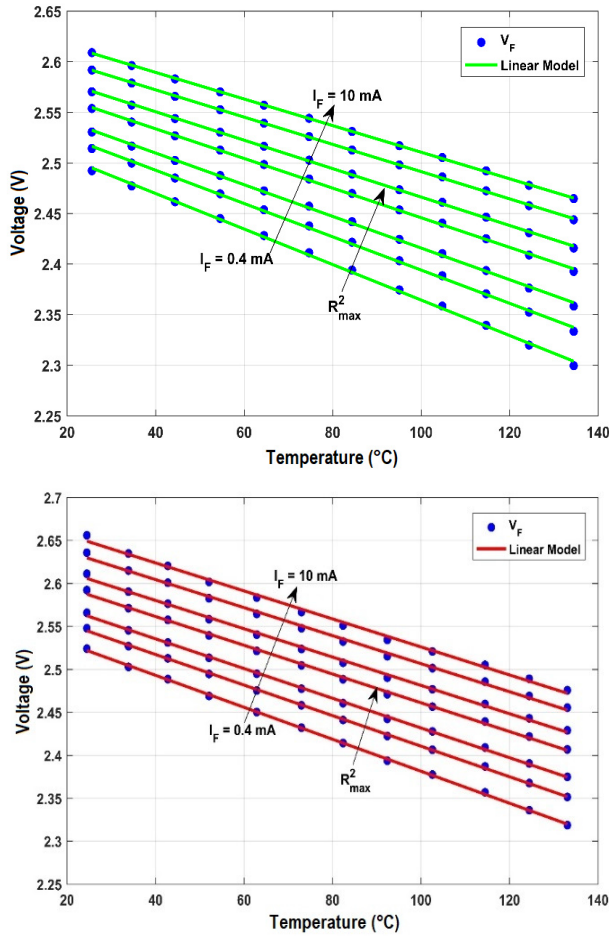 2.65
2.6
2.55
2.5
2.45
2.4
2.35
2.3
2.25
Voltage (V)
V_F
Linear Model
I_F = 10 mA
I_F = 0.4 mA
R²_max
20 40 60 80 100 120 140
Temperature (°C)
2.7
2.65
2.6
2.55
2.5
2.45
2.4
2.35
2.3
2.25
Voltage (V)
V_F
Linear Model
I_F = 10 mA
I_F = 0.4 mA
R²_max
20 40 60 80 100 120 140
Temperature (°C)